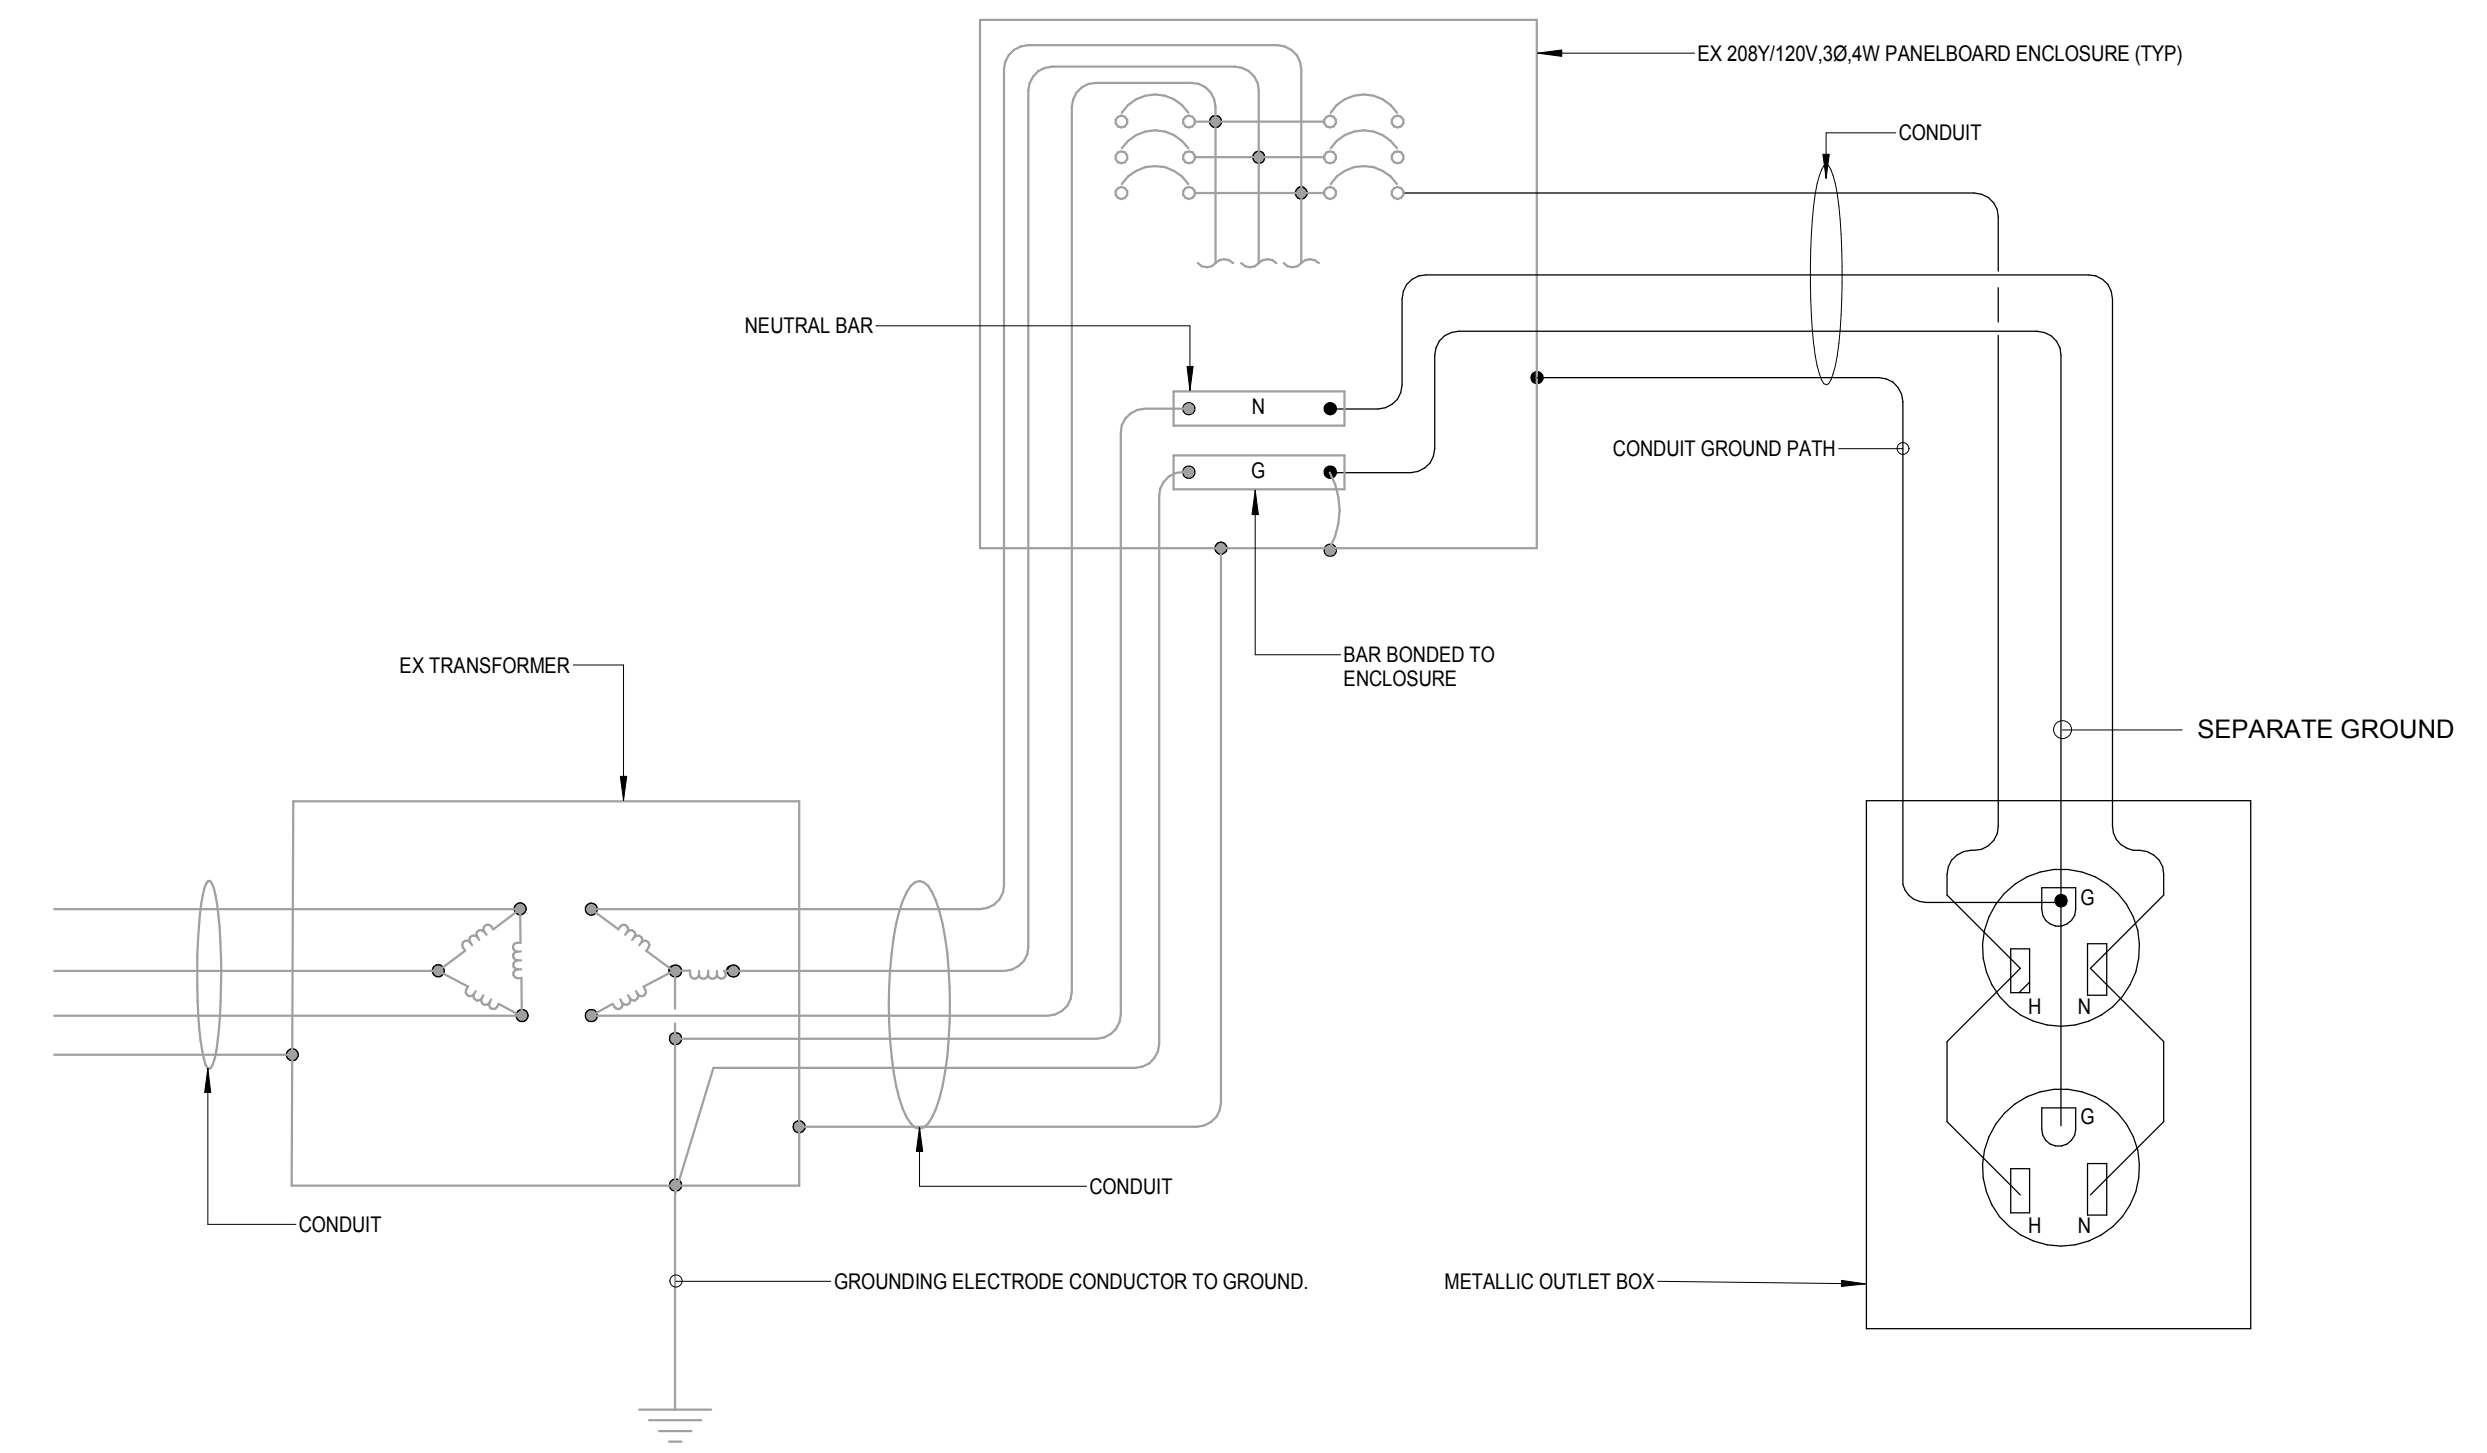 EX 208Y/120V,3Ø,4W PANELBOARD ENCLOSURE (TYP)
CONDUIT
NEUTRAL BAR
N
CONDUIT GROUND PATH
G
BAR BONDED TO
ENCLOSURE
EX TRANSFORMER
SEPARATE GROUND
G
H
N
G
H
N
CONDUIT
CONDUIT
GROUNDING ELECTRODE CONDUCTOR TO GROUND.
METALLIC OUTLET BOX